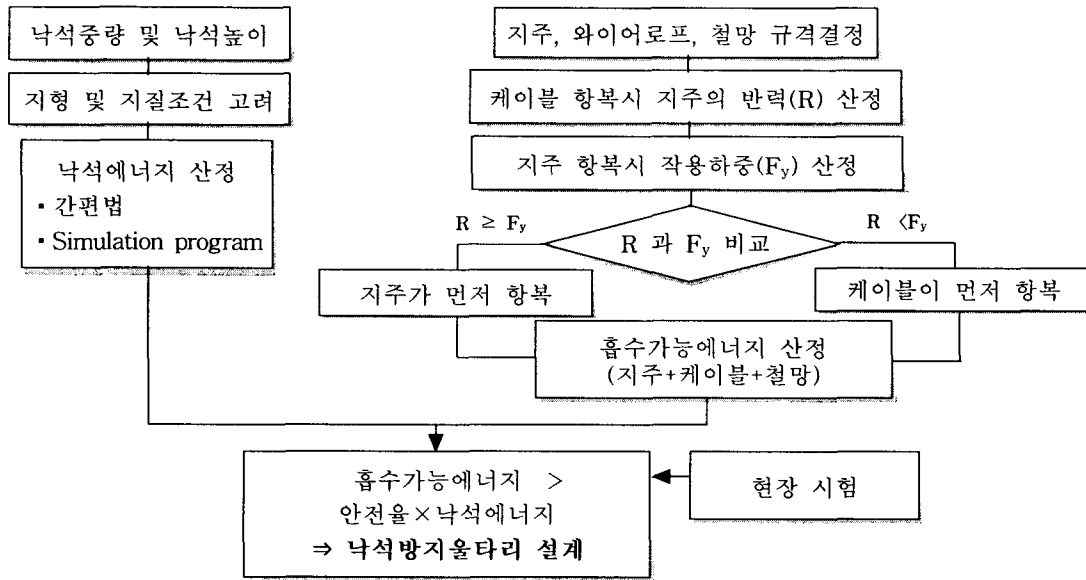 낙석중량 및 낙석높이
지형 및 지질조건 고려
낙석에너지 산정
▪ 간편법
▪ Simulation program
지주, 와이어로프, 철망 규격결정
케이블 항복시 지주의 반력(R) 산정
지주 항복시 작용하중(Fy) 산정
R ≥ Fy
R 과 Fy 비교
R <Fy
지주가 먼저 항복
케이블이 먼저 항복
흡수가능에너지 산정
(지주+케이블+철망)
흡수가능에너지 >
안전율×낙석에너지
⇒ 낙석방지울타리 설계
현장 시험